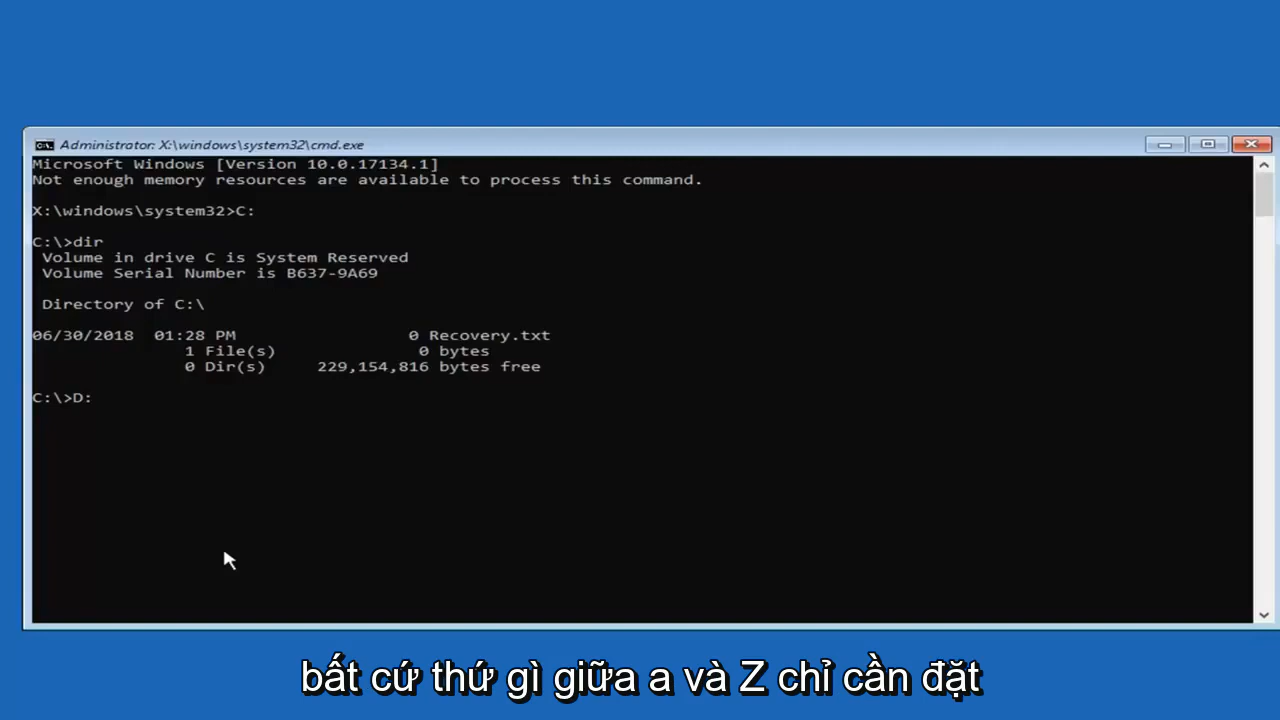 Administrator: X:\windows\system32\cmd.exe
Microsoft Windows [Version 10.0.17134.1]
Not enough memory resources are available to process this command.
X:\windows\system32>C:
C:\>dir
Volume in drive C is System Reserved
Volume Serial Number is B637-9A69
Directory of C:\
06/30/2018 01:28 PM 0 Recovery.txt
1 File(s) 0 bytes
0 Dir(s) 229,154,816 bytes free
C:\>D:
bất cứ thứ gì giữa a và Z chỉ cần đặt